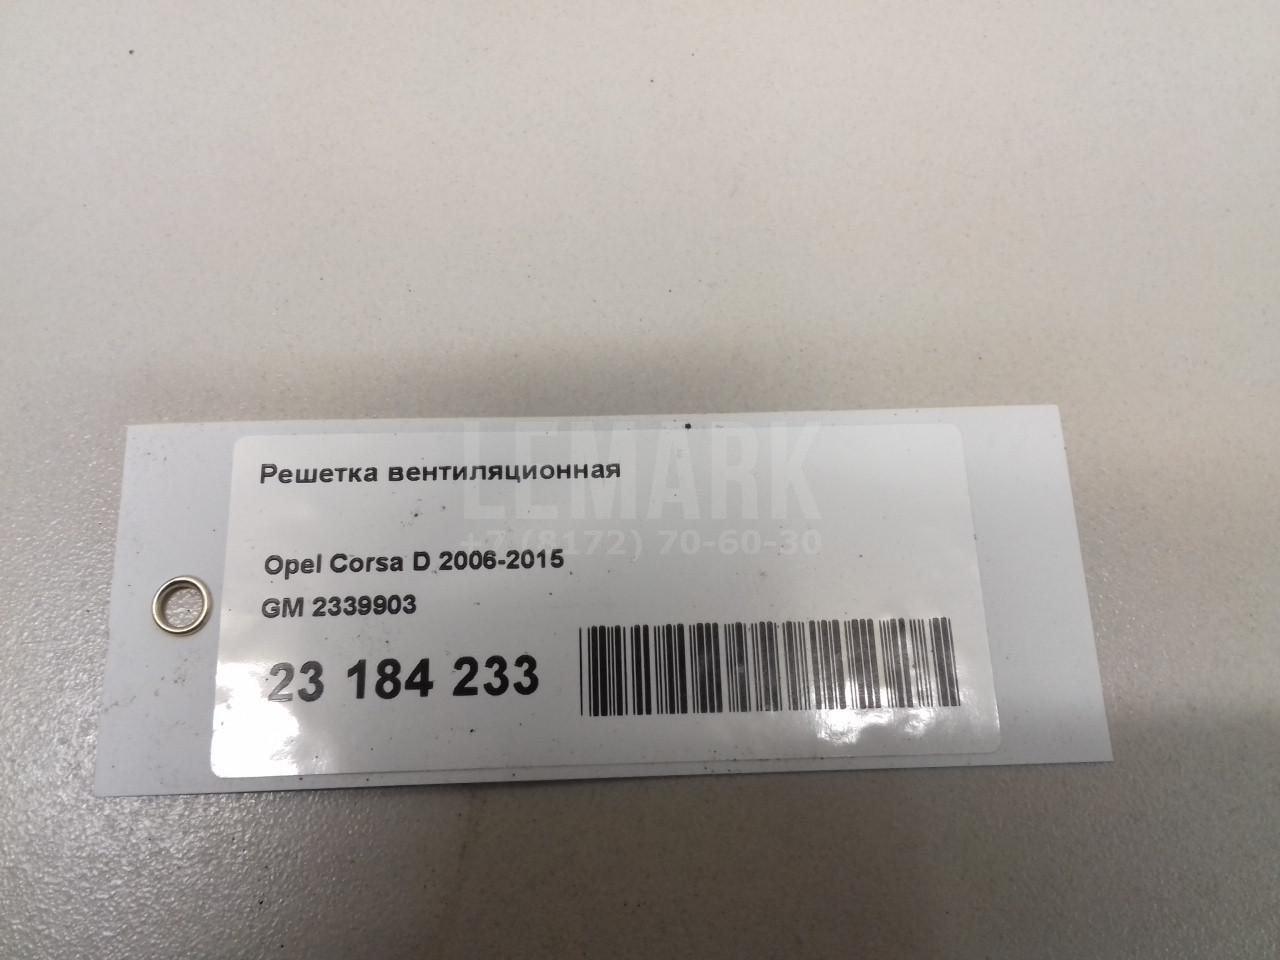 LEMARK
+7 (8172) 70-60-30
Решетка вентиляционная
Opel Corsa D 2006-2015
GM 2339903
23 184 233